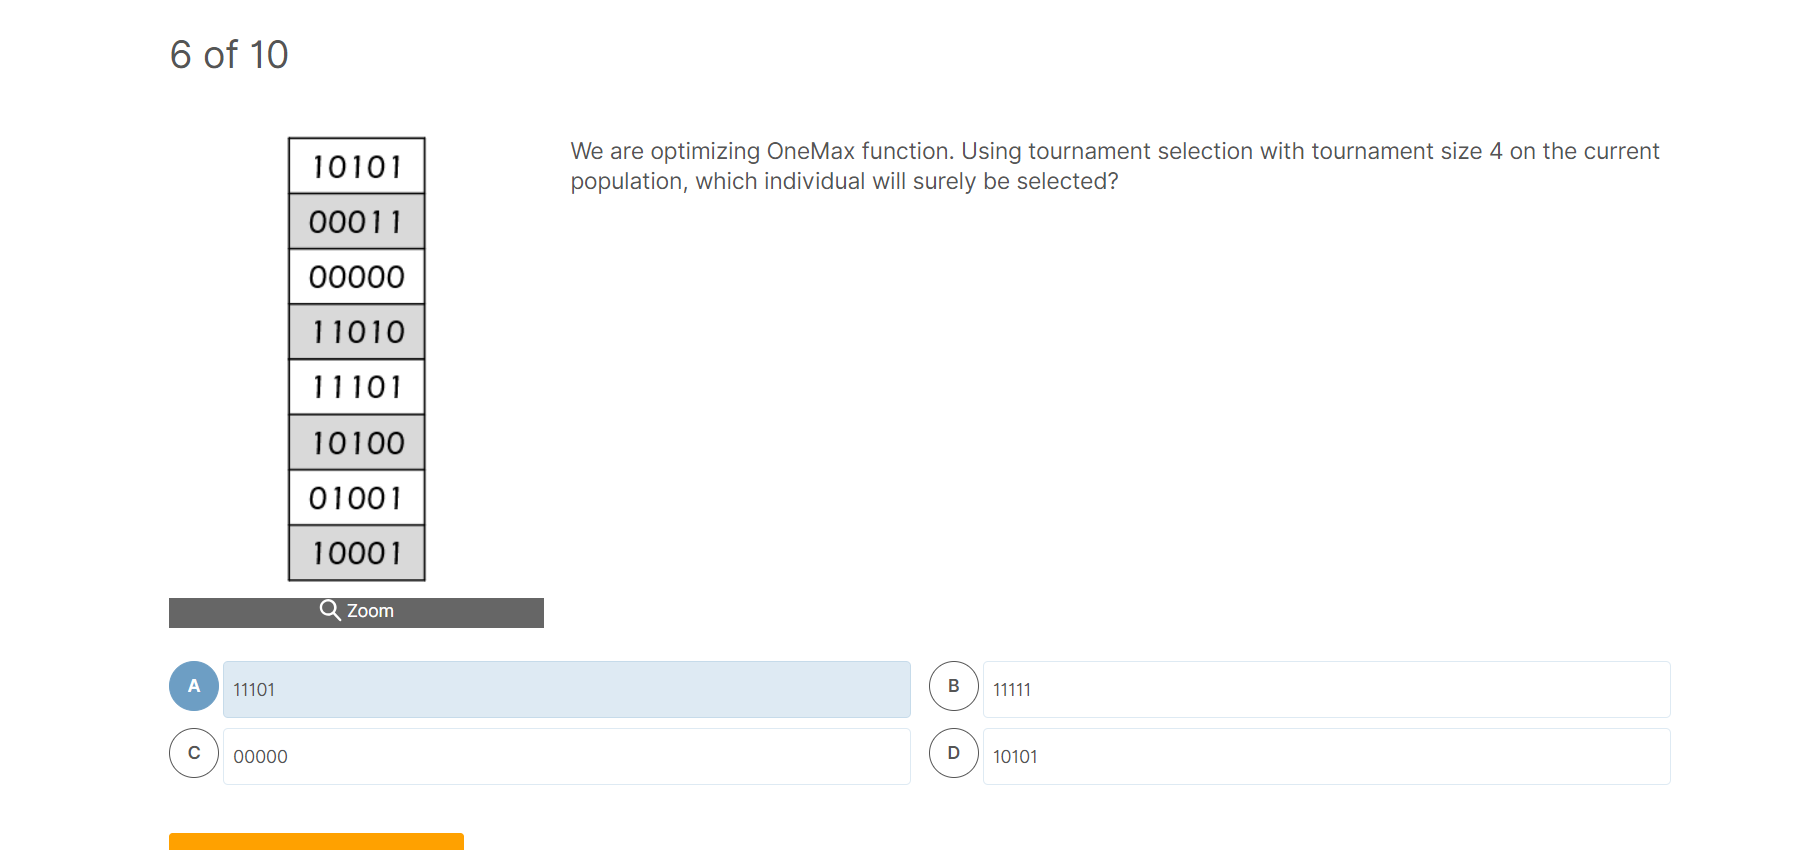 6 of 10
10101
00011
00000
11010
11101
10100
01001
10001
Zoom
We are optimizing OneMax function. Using tournament selection with tournament size 4 on the current
population, which individual will surely be selected?
A 11101
B 11111
C 00000
D 10101